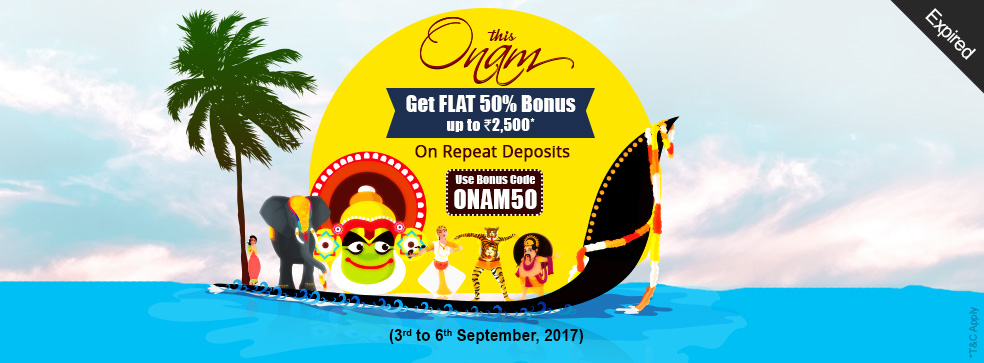 Expired
this
Onam
Get FLAT 50% Bonus
up to ₹2,500*
On Repeat Deposits
Use Bonus Code
ONAM50
(3rd to 6th September, 2017)
*T&C Apply